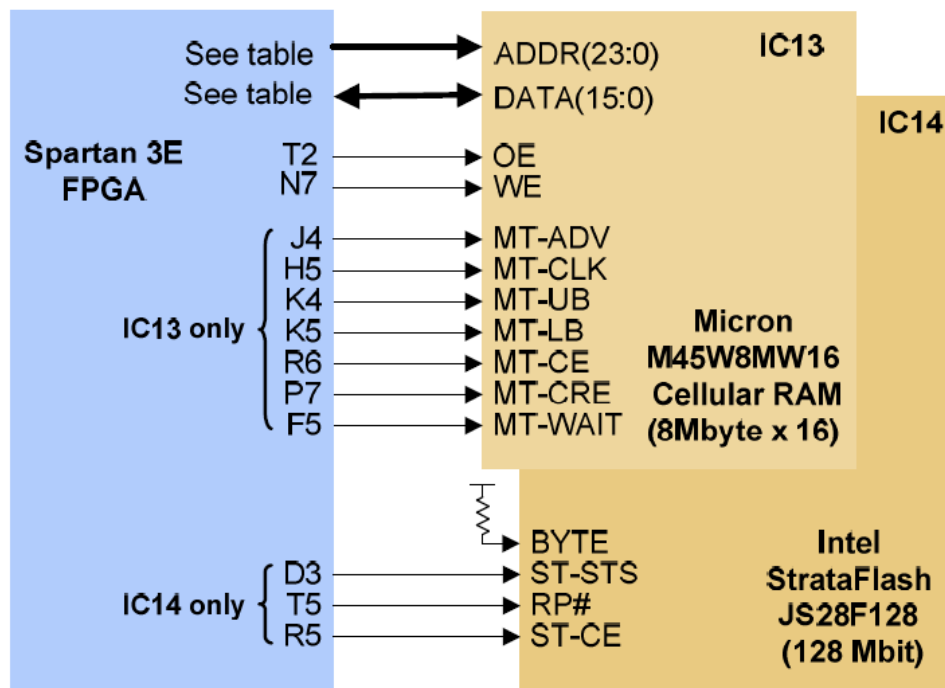 See table ADDR(23:0) IC13
See table DATA(15:0)
IC14
Spartan 3E
FPGA
T2 OE
N7 WE
J4 MT-ADV
H5 MT-CLK
K4 MT-UB
IC13 only K5 MT-LB
R6 MT-CE
P7 MT-CRE
F5 MT-WAIT
Micron
M45W8MW16
Cellular RAM
(8Mbyte x 16)
BYTE
IC14 only
D3 ST-STS
T5 RP#
R5 ST-CE
Intel
StrataFlash
JS28F128
(128 Mbit)